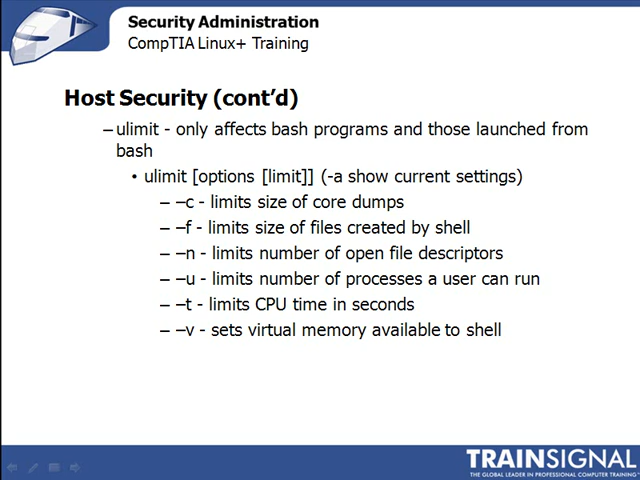 Security Administration
CompTIA Linux+ Training
Host Security (cont'd)
– ulimit - only affects bash programs and those launched from
bash
• ulimit [options [limit]] (-a show current settings)
– –c - limits size of core dumps
– –f - limits size of files created by shell
– –n - limits number of open file descriptors
– –u - limits number of processes a user can run
– –t - limits CPU time in seconds
– –v - sets virtual memory available to shell
TRAINSIGNAL
THE GLOBAL LEADER IN PROFESSIONAL COMPUTER TRAINING